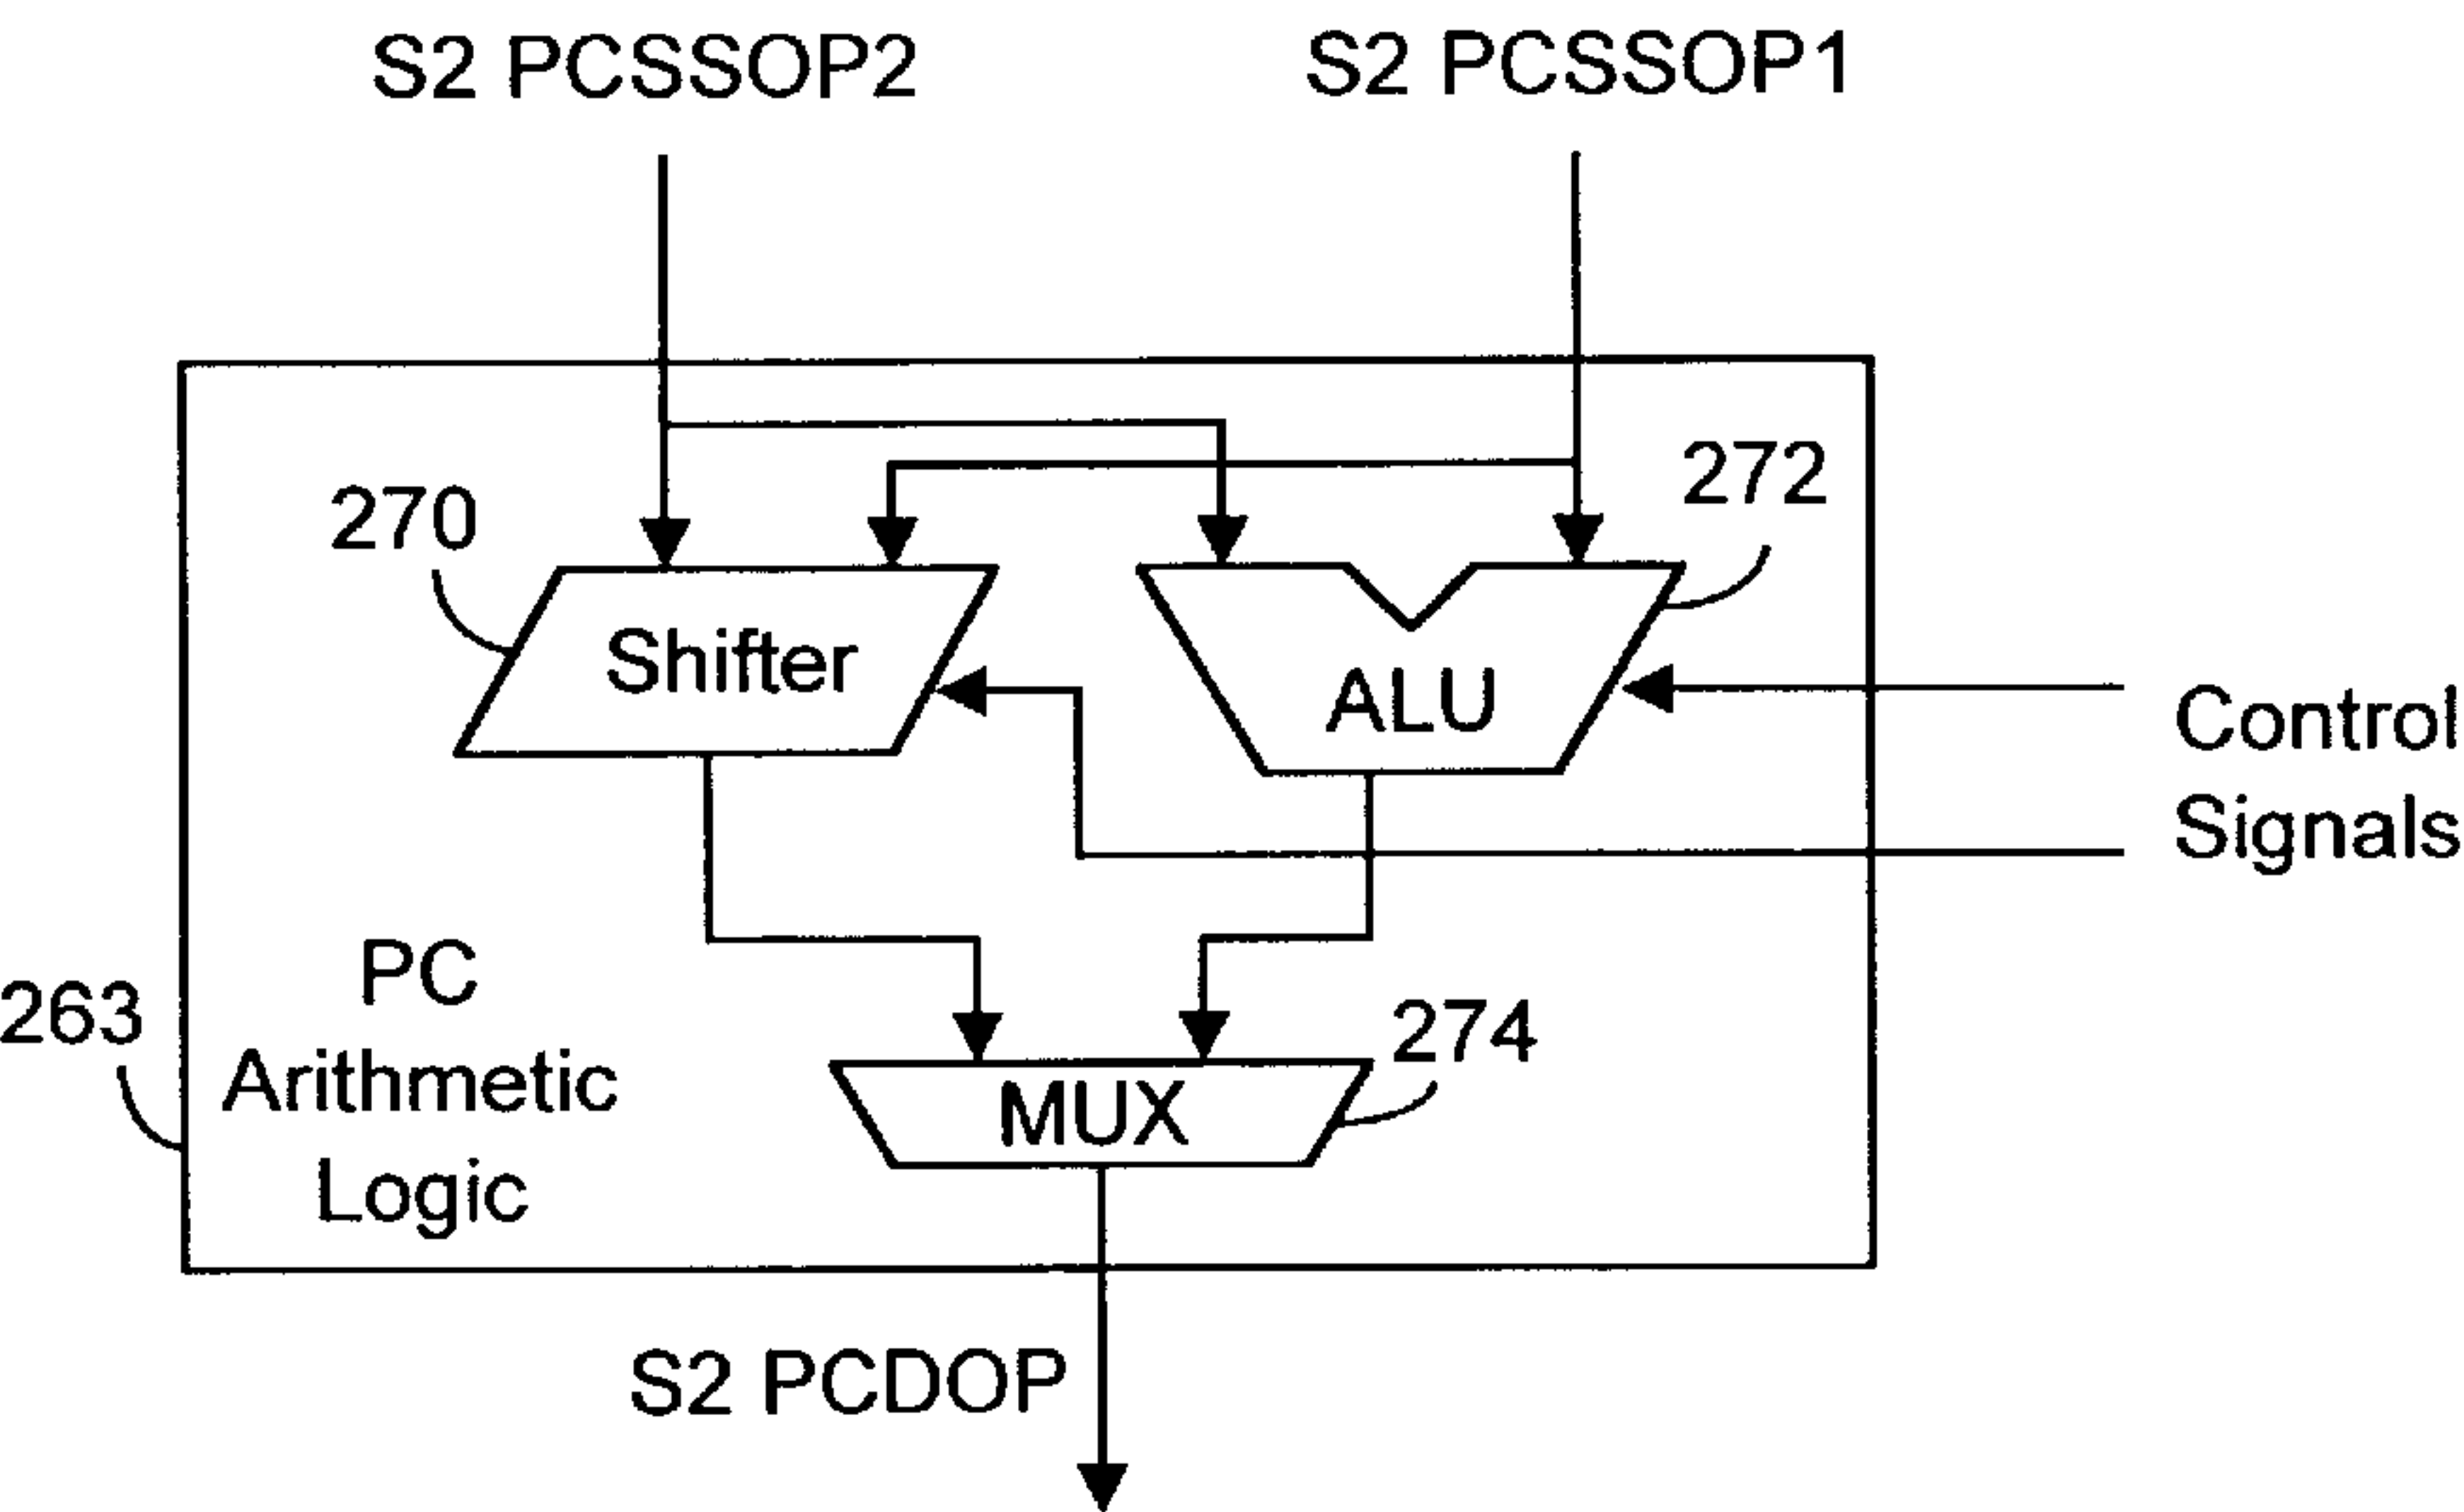 S2 PCSSOP2
S2 PCSSOP1
270
272
Shifter
ALU
Control
Signals
PC
Arithmetic
Logic
263
274
MUX
S2 PCDOP